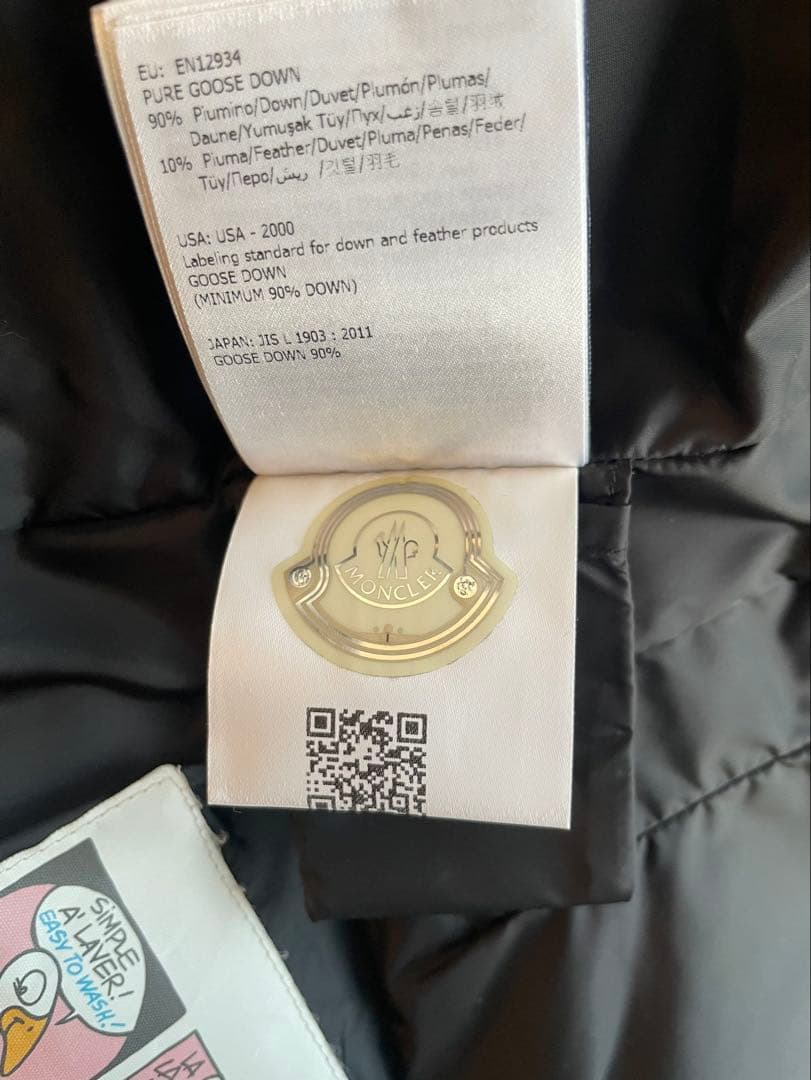 EU: EN12934
PURE GOOSE DOWN
90% Piumino/Down/Duvet/Plumón/Plumas/
Daune/Yumuşak Tüy/Пух/زغب/솜털/羽绒
10% Piuma/Feather/Duvet/Pluma/Penas/Feder/
Tüy/Перо/ريش /깃털/羽毛
USA: USA - 2000
Labeling standard for down and feather products
GOOSE DOWN
(MINIMUM 90% DOWN)
JAPAN: JIS L 1903 : 2011
GOOSE DOWN 90%
MONCLER
SIMPLE
A' LAVER!
EASY TO WASH!